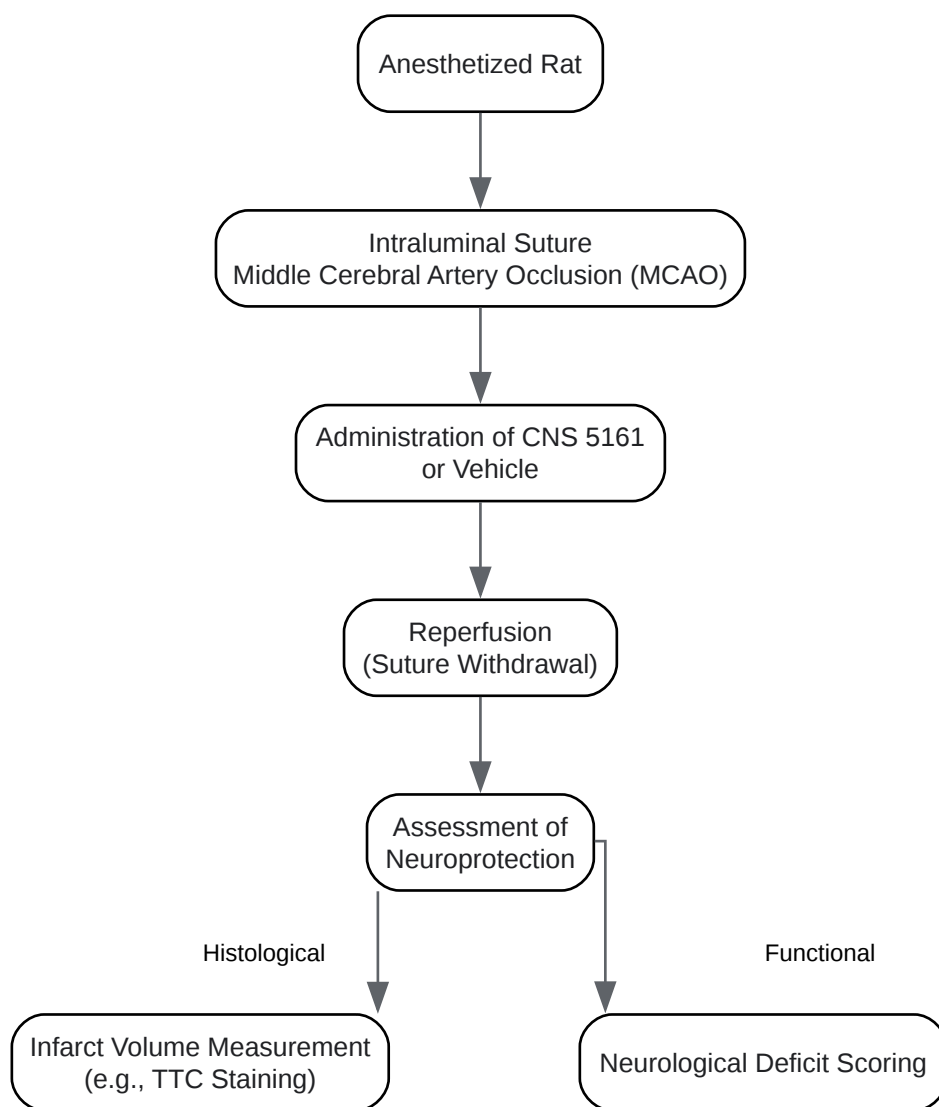 Anesthetized Rat
Intraluminal Suture
Middle Cerebral Artery Occlusion (MCAO)
Administration of CNS 5161
or Vehicle
Reperfusion
(Suture Withdrawal)
Assessment of
Neuroprotection
Histological
Functional
Infarct Volume Measurement
(e.g., TTC Staining)
Neurological Deficit Scoring